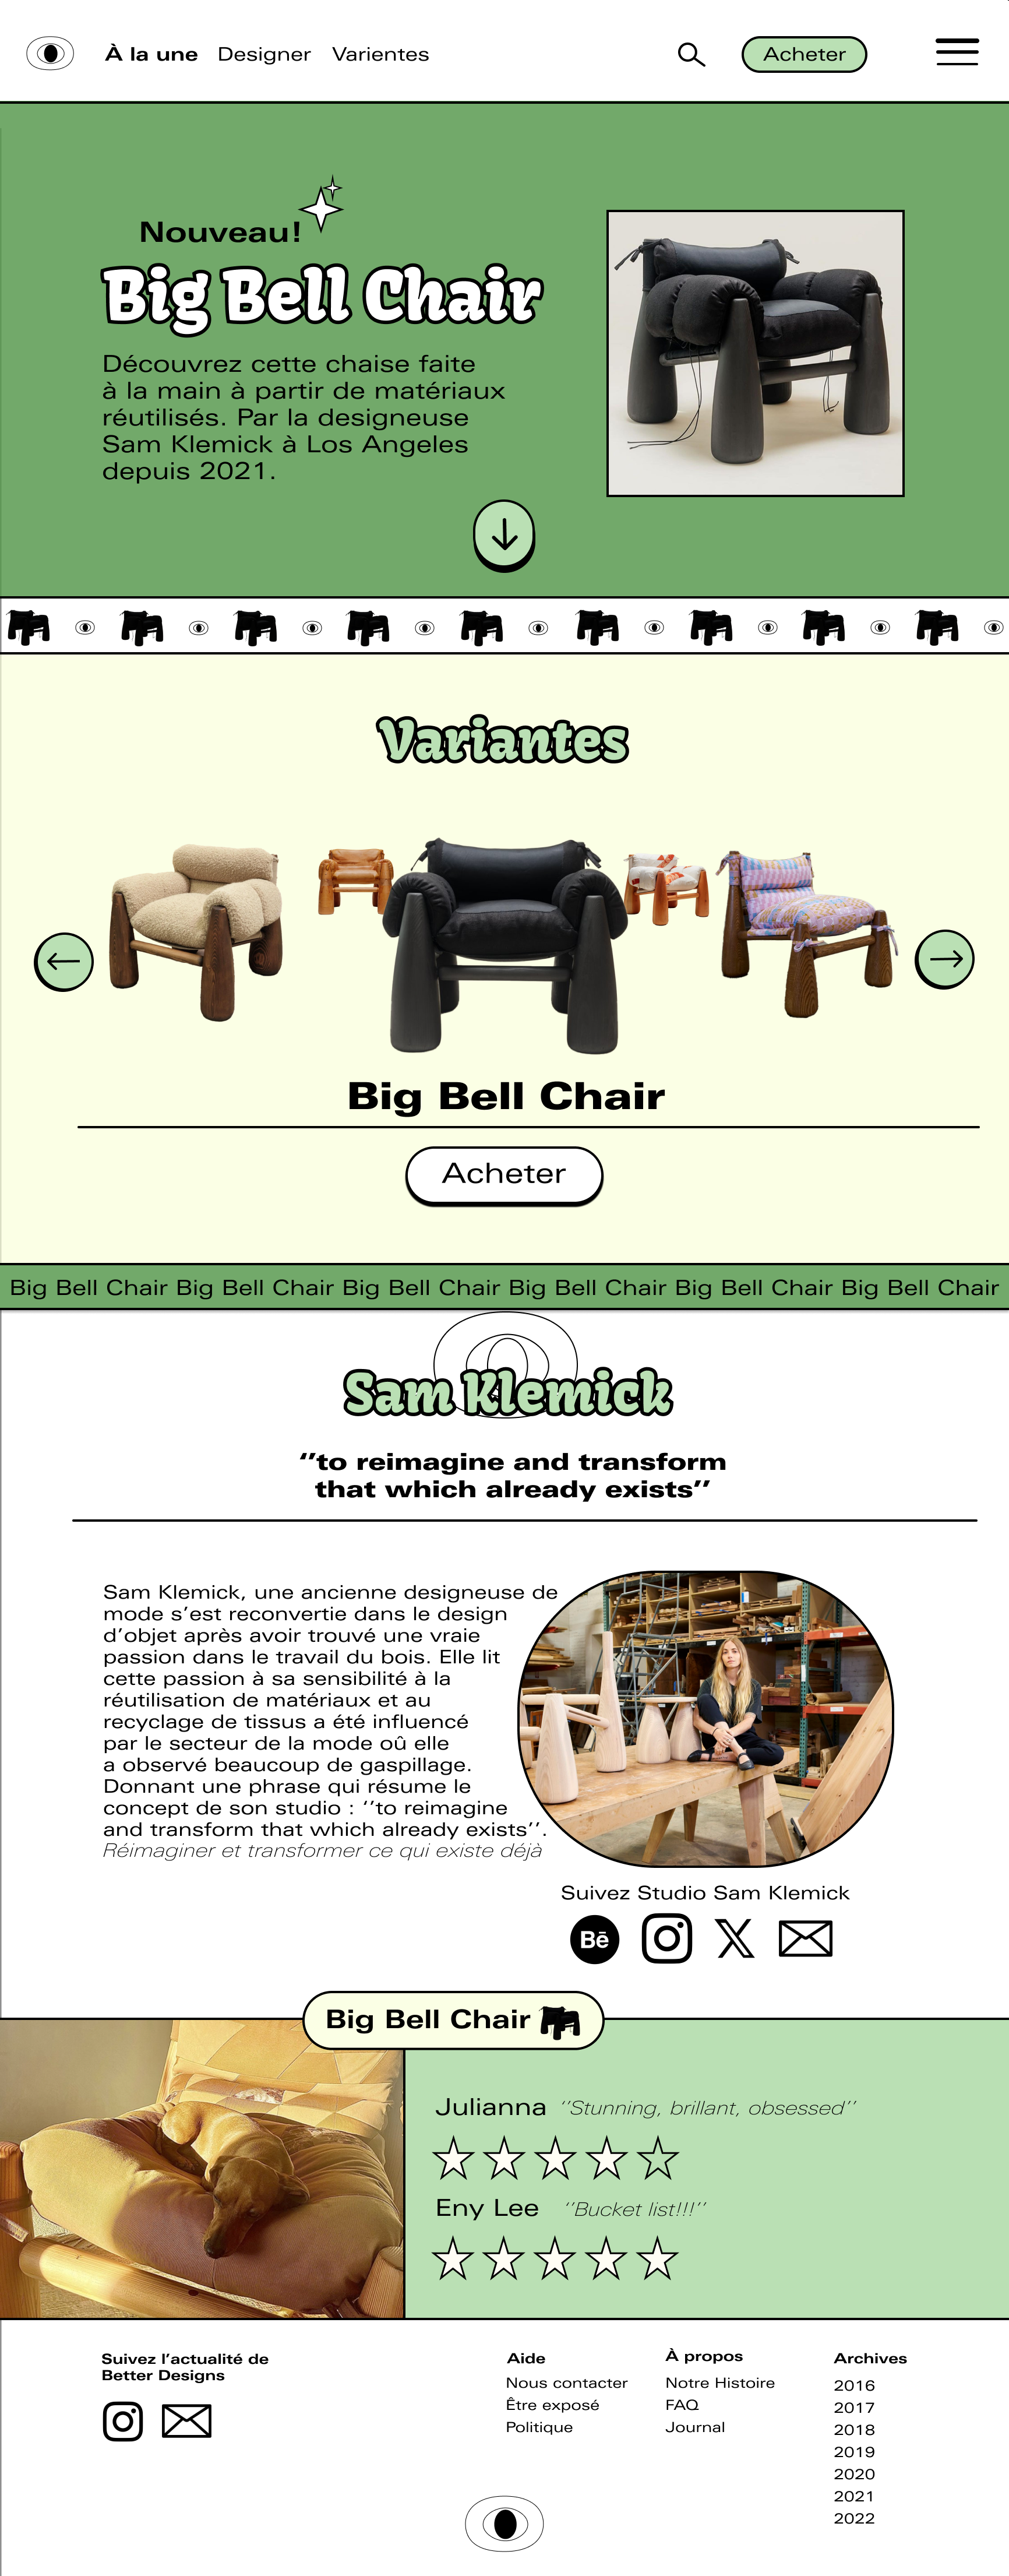 À la une Designer Varientes Acheter
Nouveau!
Big Bell Chair
Découvrez cette chaise faite
à la main à partir de matériaux
réutilisés. Par la designeuse
Sam Klemick à Los Angeles
depuis 2021.
Variantes
Big Bell Chair
Acheter
Big Bell Chair Big Bell Chair Big Bell Chair Big Bell Chair Big Bell Chair Big Bell Chair
Sam Klemick
‘’to reimagine and transform
that which already exists’’
Sam Klemick, une ancienne designeuse de
mode s’est reconvertie dans le design
d’objet après avoir trouvé une vraie
passion dans le travail du bois. Elle lit
cette passion à sa sensibilité à la
réutilisation de matériaux et au
recyclage de tissus a été influencé
par le secteur de la mode oû elle
a observé beaucoup de gaspillage.
Donnant une phrase qui résume le
concept de son studio : ‘’to reimagine
and transform that which already exists’’.
Réimaginer et transformer ce qui existe déjà
Suivez Studio Sam Klemick
Bē
Big Bell Chair
Julianna ‘’Stunning, brillant, obsessed’’
Eny Lee ‘’Bucket list!!!’’
Suivez l’actualité de
Better Designs
Aide
Nous contacter
Être exposé
Politique
À propos
Notre Histoire
FAQ
Journal
Archives
2016
2017
2018
2019
2020
2021
2022